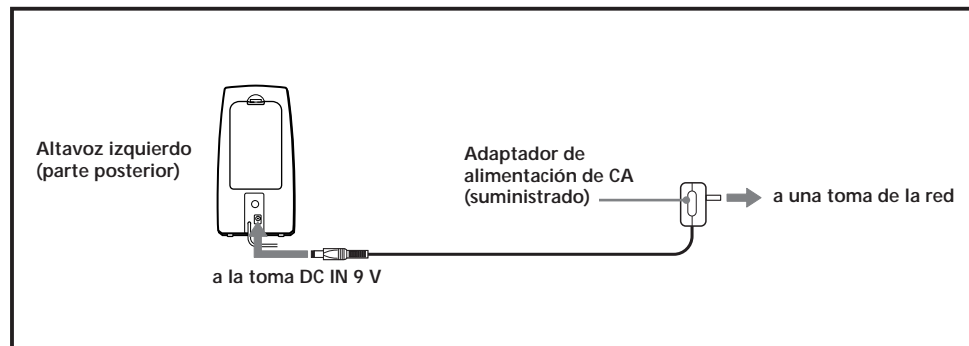 Altavoz izquierdo
(parte posterior)
Adaptador de
alimentación de CA
(suministrado)
a una toma de la red
a la toma DC IN 9 V